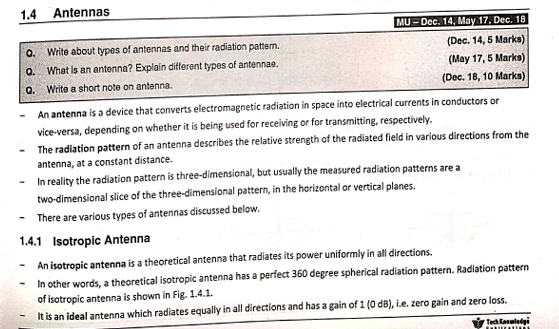 1.4 Antennas
MU – Dec. 14, May 17, Dec. 18
Q. Write about types of antennas and their radiation pattern. (Dec. 14, 5 Marks)
Q. What is an antenna? Explain different types of antennae. (May 17, 5 Marks)
Q. Write a short note on antenna. (Dec. 18, 10 Marks)
– An antenna is a device that converts electromagnetic radiation in space into electrical currents in conductors or
vice-versa, depending on whether it is being used for receiving or for transmitting, respectively.
– The radiation pattern of an antenna describes the relative strength of the radiated field in various directions from the
antenna, at a constant distance.
– In reality the radiation pattern is three-dimensional, but usually the measured radiation patterns are a
two-dimensional slice of the three-dimensional pattern, in the horizontal or vertical planes.
– There are various types of antennas discussed below.
1.4.1 Isotropic Antenna
– An isotropic antenna is a theoretical antenna that radiates its power uniformly in all directions.
– In other words, a theoretical isotropic antenna has a perfect 360 degree spherical radiation pattern. Radiation pattern
of isotropic antenna is shown in Fig. 1.4.1.
– It is an ideal antenna which radiates equally in all directions and has a gain of 1 (0 dB), i.e. zero gain and zero loss.
TechKnowledge
Publications